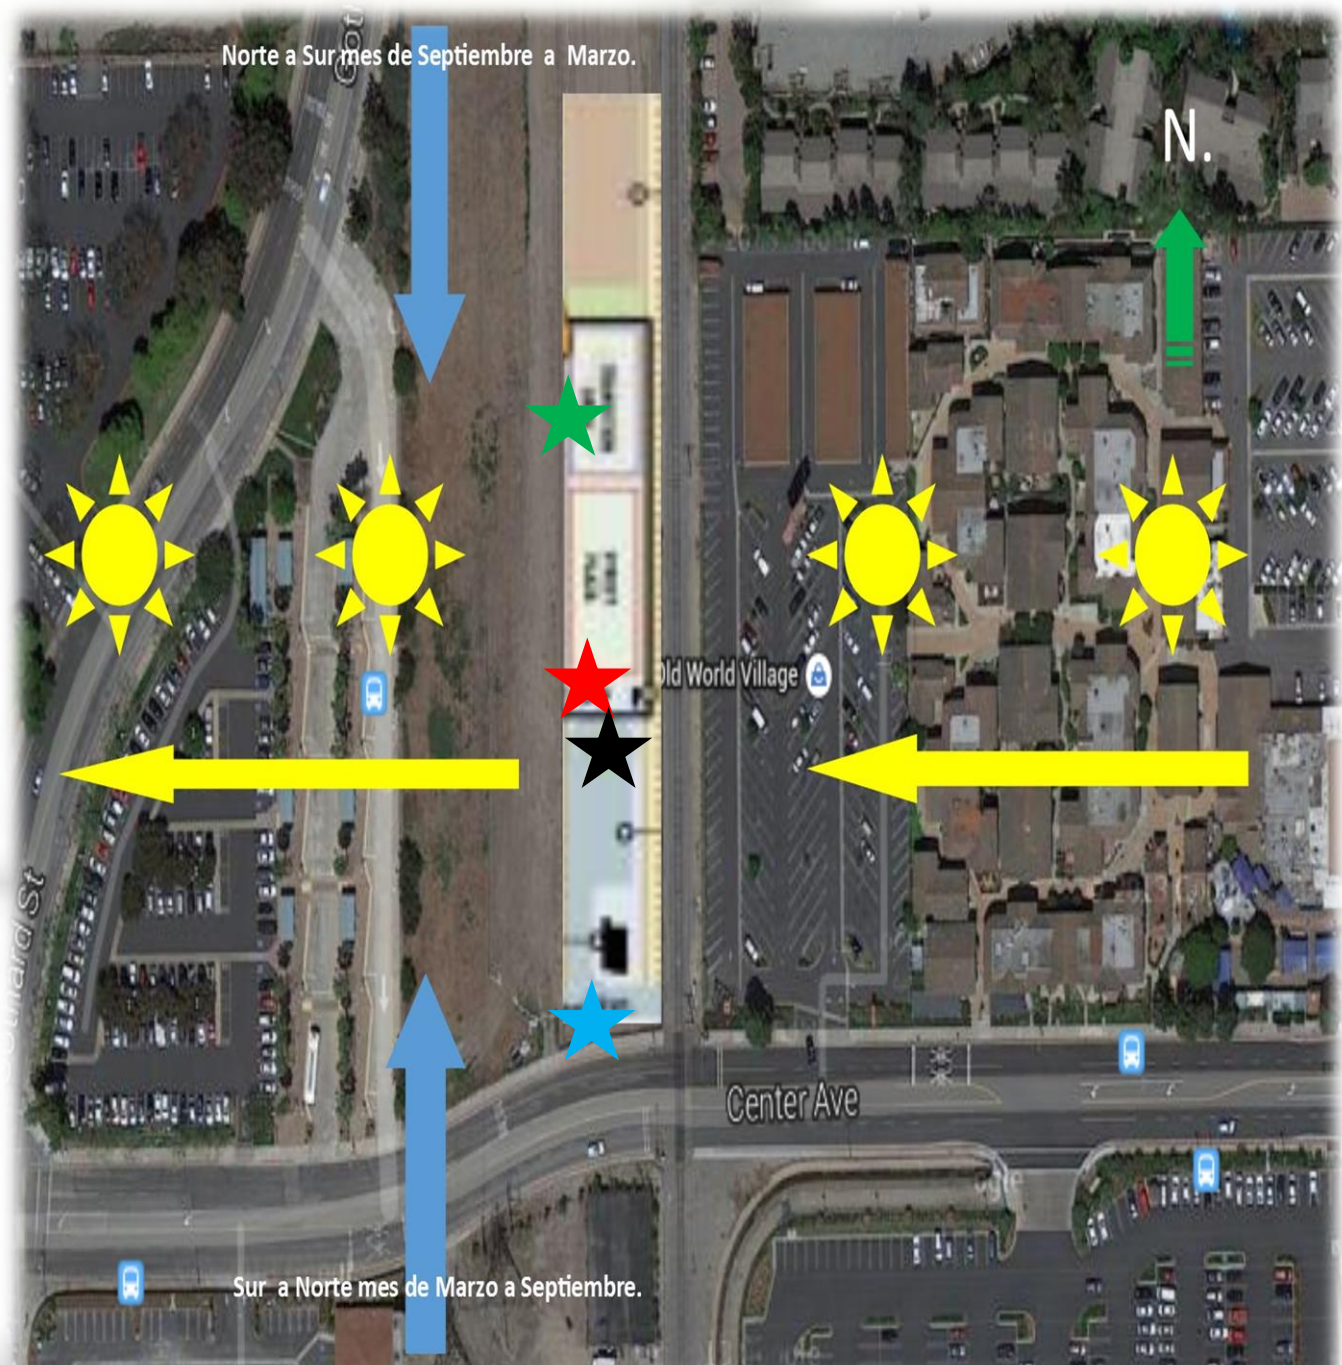 Norte a Sur mes de Septiembre a Marzo.
N.
Old World Village
Center Ave
Sur a Norte mes de Marzo a Septiembre.